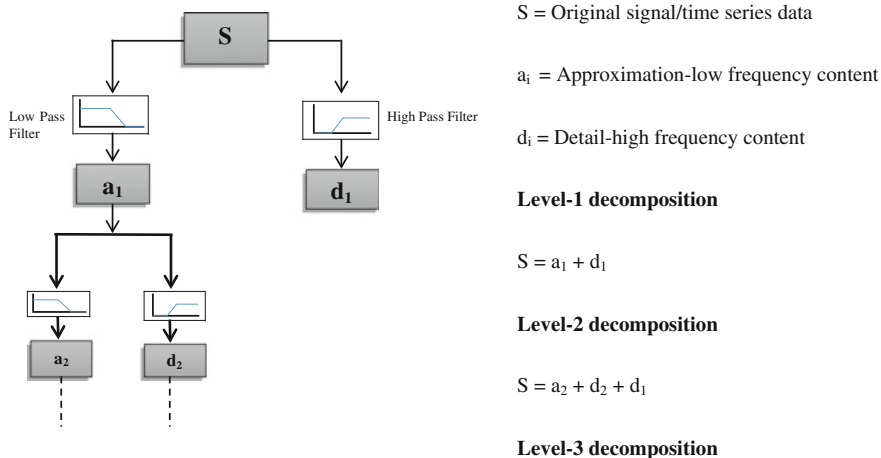 S
Low Pass
Filter
High Pass Filter
a₁
d₁
a₂
d₂
S = Original signal/time series data
aᵢ = Approximation-low frequency content
dᵢ = Detail-high frequency content
Level-1 decomposition
S = a₁ + d₁
Level-2 decomposition
S = a₂ + d₂ + d₁
Level-3 decomposition